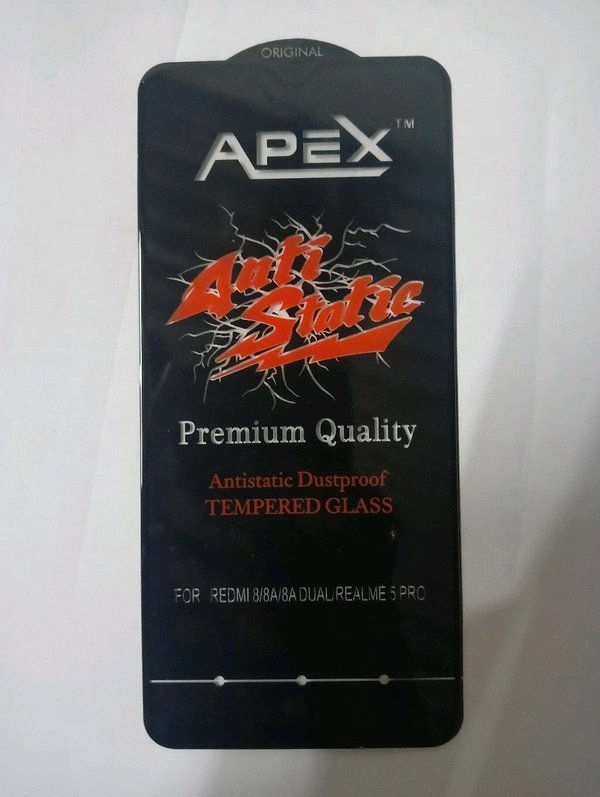 ORIGINAL
APEX™
Anti
Static
Premium Quality
Antistatic Dustproof
TEMPERED GLASS
FOR REDMI 8/8A/8A DUAL/REALME 5 PRO